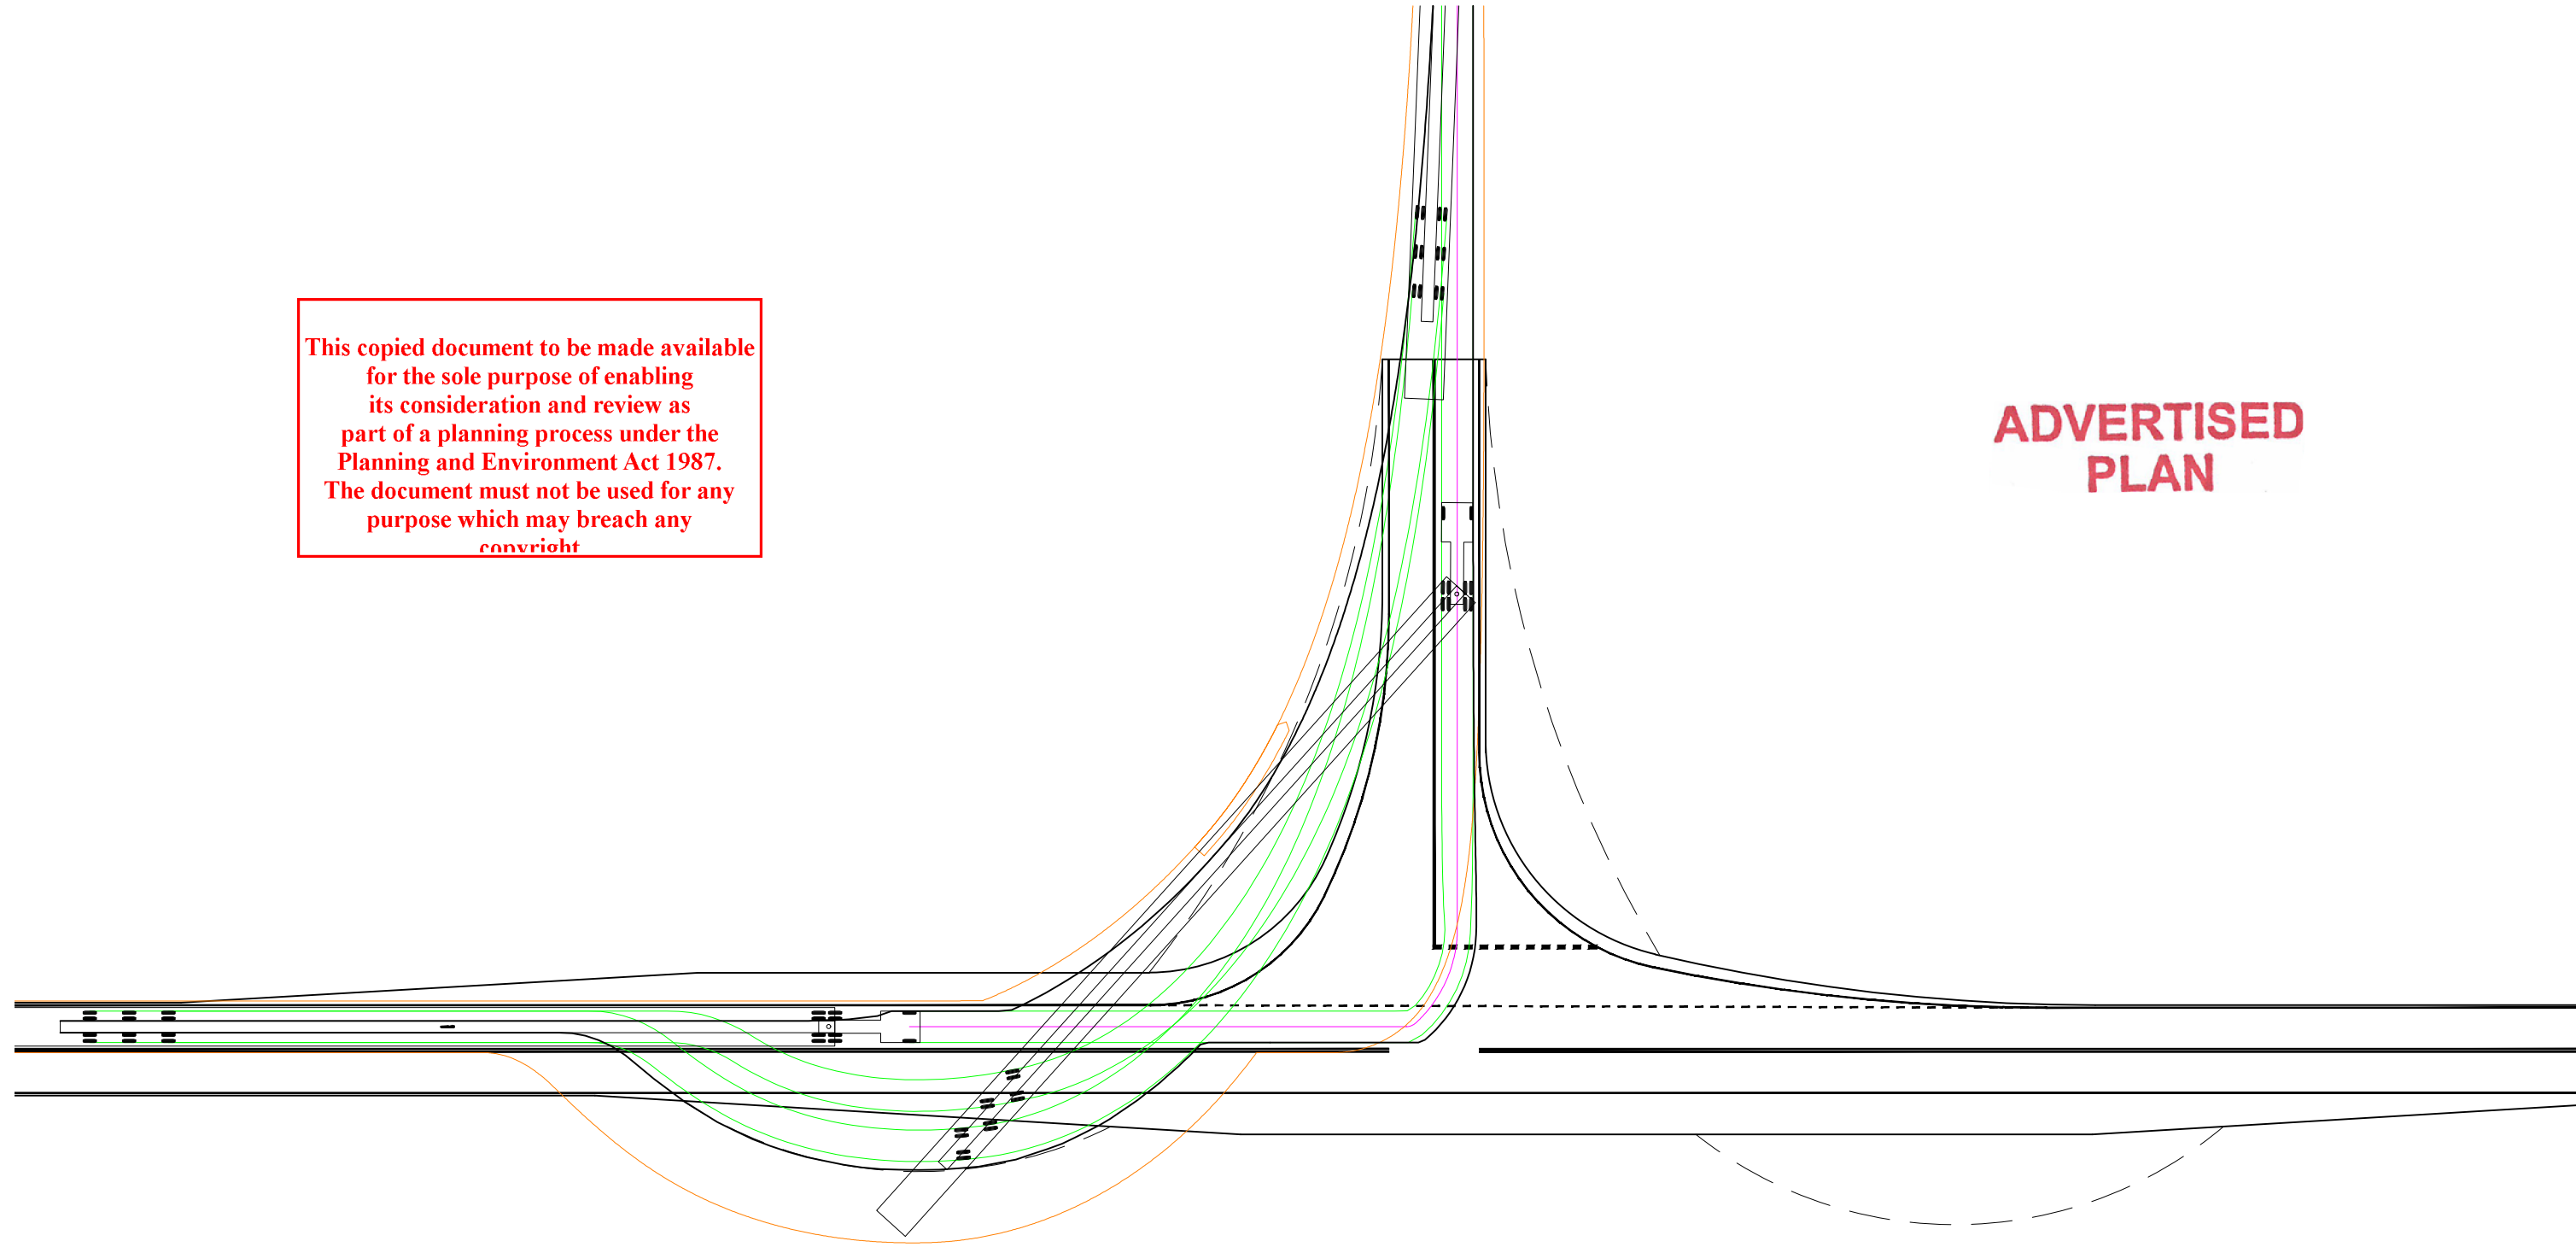 This copied document to be made available
for the sole purpose of enabling
its consideration and review as
part of a planning process under the
Planning and Environment Act 1987.
The document must not be used for any
purpose which may breach any
copyright
ADVERTISED
PLAN